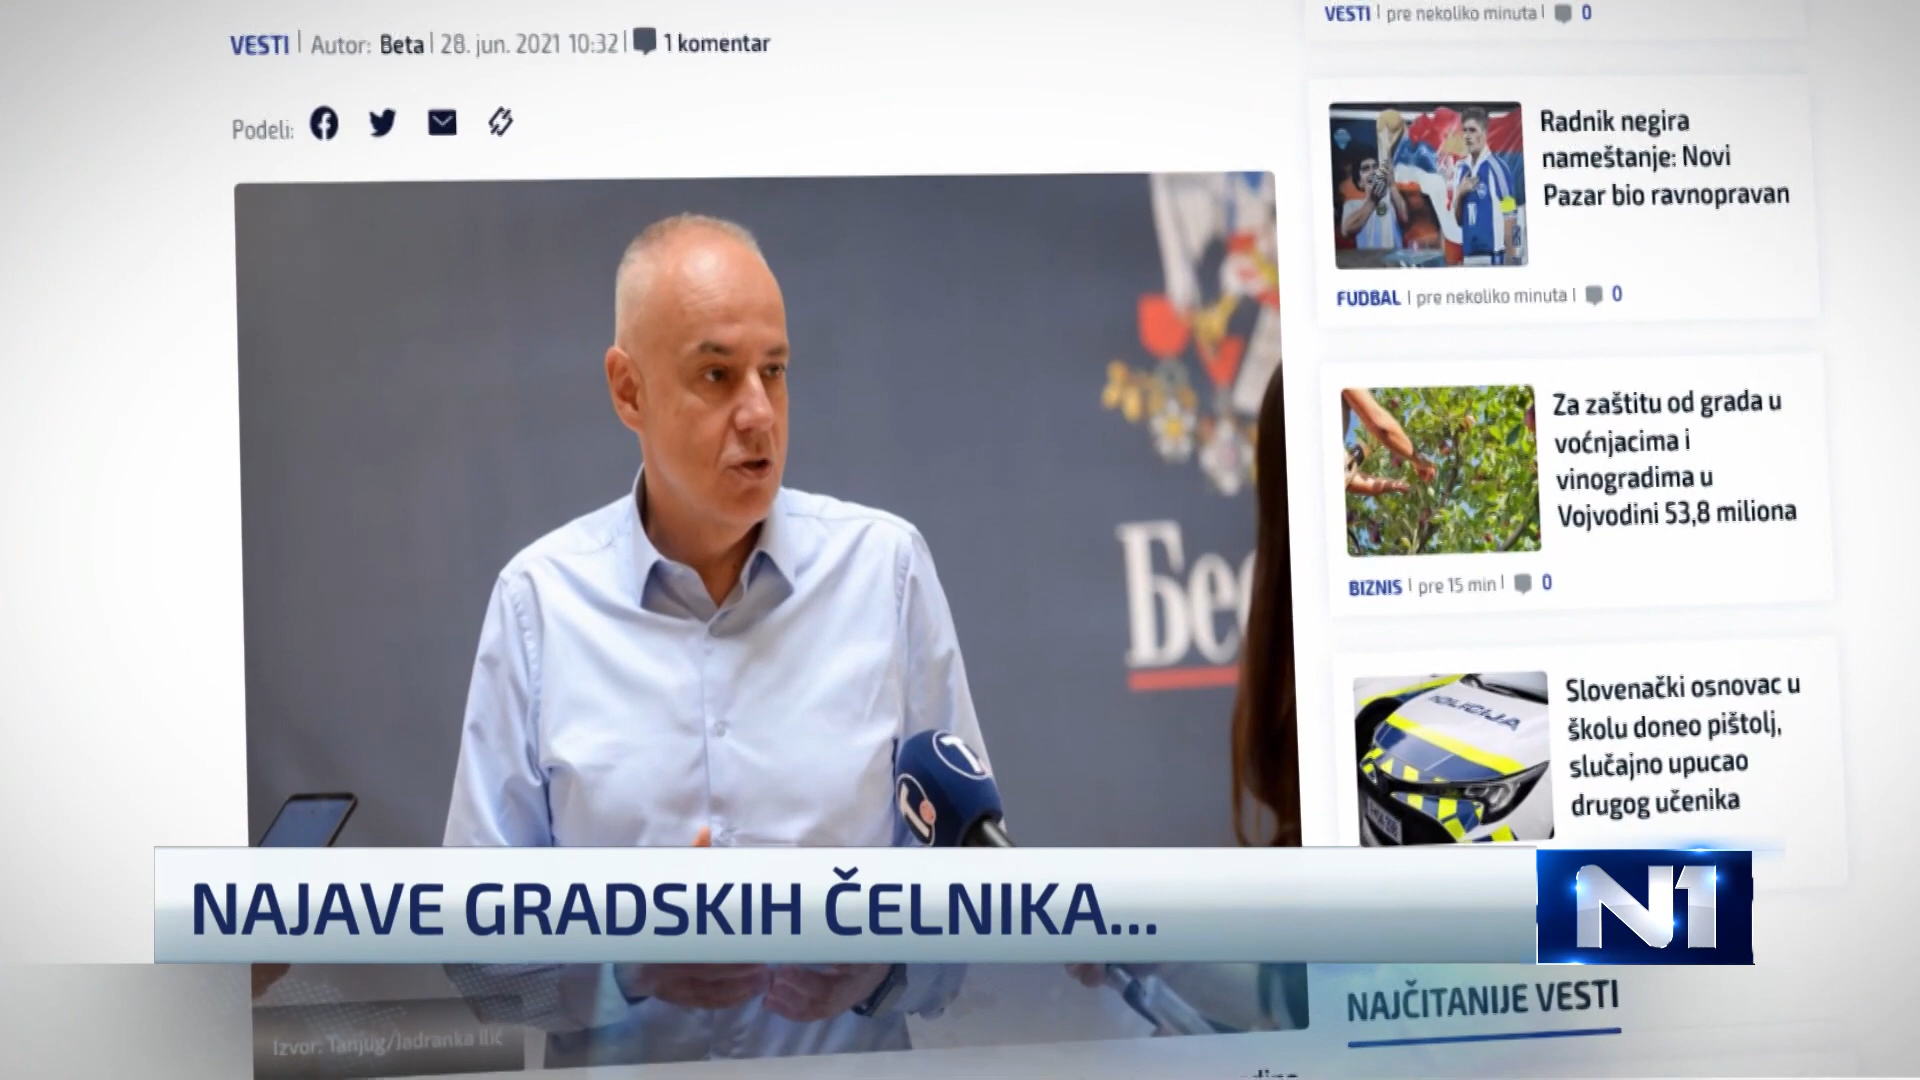 VESTI | Autor: Beta | 28. jun. 2021 10:32 | 1 komentar
Podeli:
Бео
Izvor: Tanjug/Jadranka Ilić
VESTI | pre nekoliko minuta | 0
Radnik negira
nameštanje: Novi
Pazar bio ravnopravan
FUDBAL | pre nekoliko minuta | 0
Za zaštitu od grada u
voćnjacima i
vinogradima u
Vojvodini 53,8 miliona
BIZNIS | pre 15 min | 0
POLICIJA
Slovenački osnovac u
školu doneo pištolj,
slučajno upucao
drugog učenika
NAJAVE GRADSKIH ČELNIKA...
N1
NAJČITANIJE VESTI